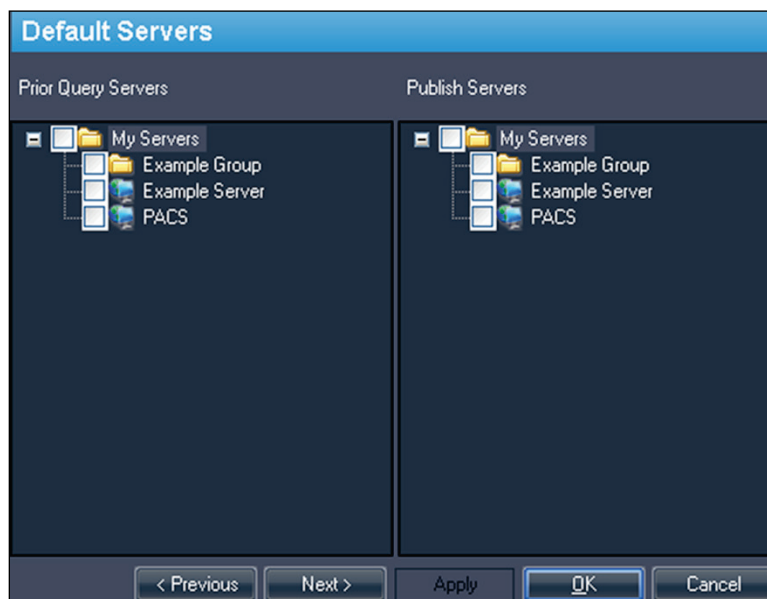 Default Servers
Prior Query Servers
Publish Servers
My Servers
Example Group
Example Server
PACS
My Servers
Example Group
Example Server
PACS
< Previous
Next >
Apply
OK
Cancel